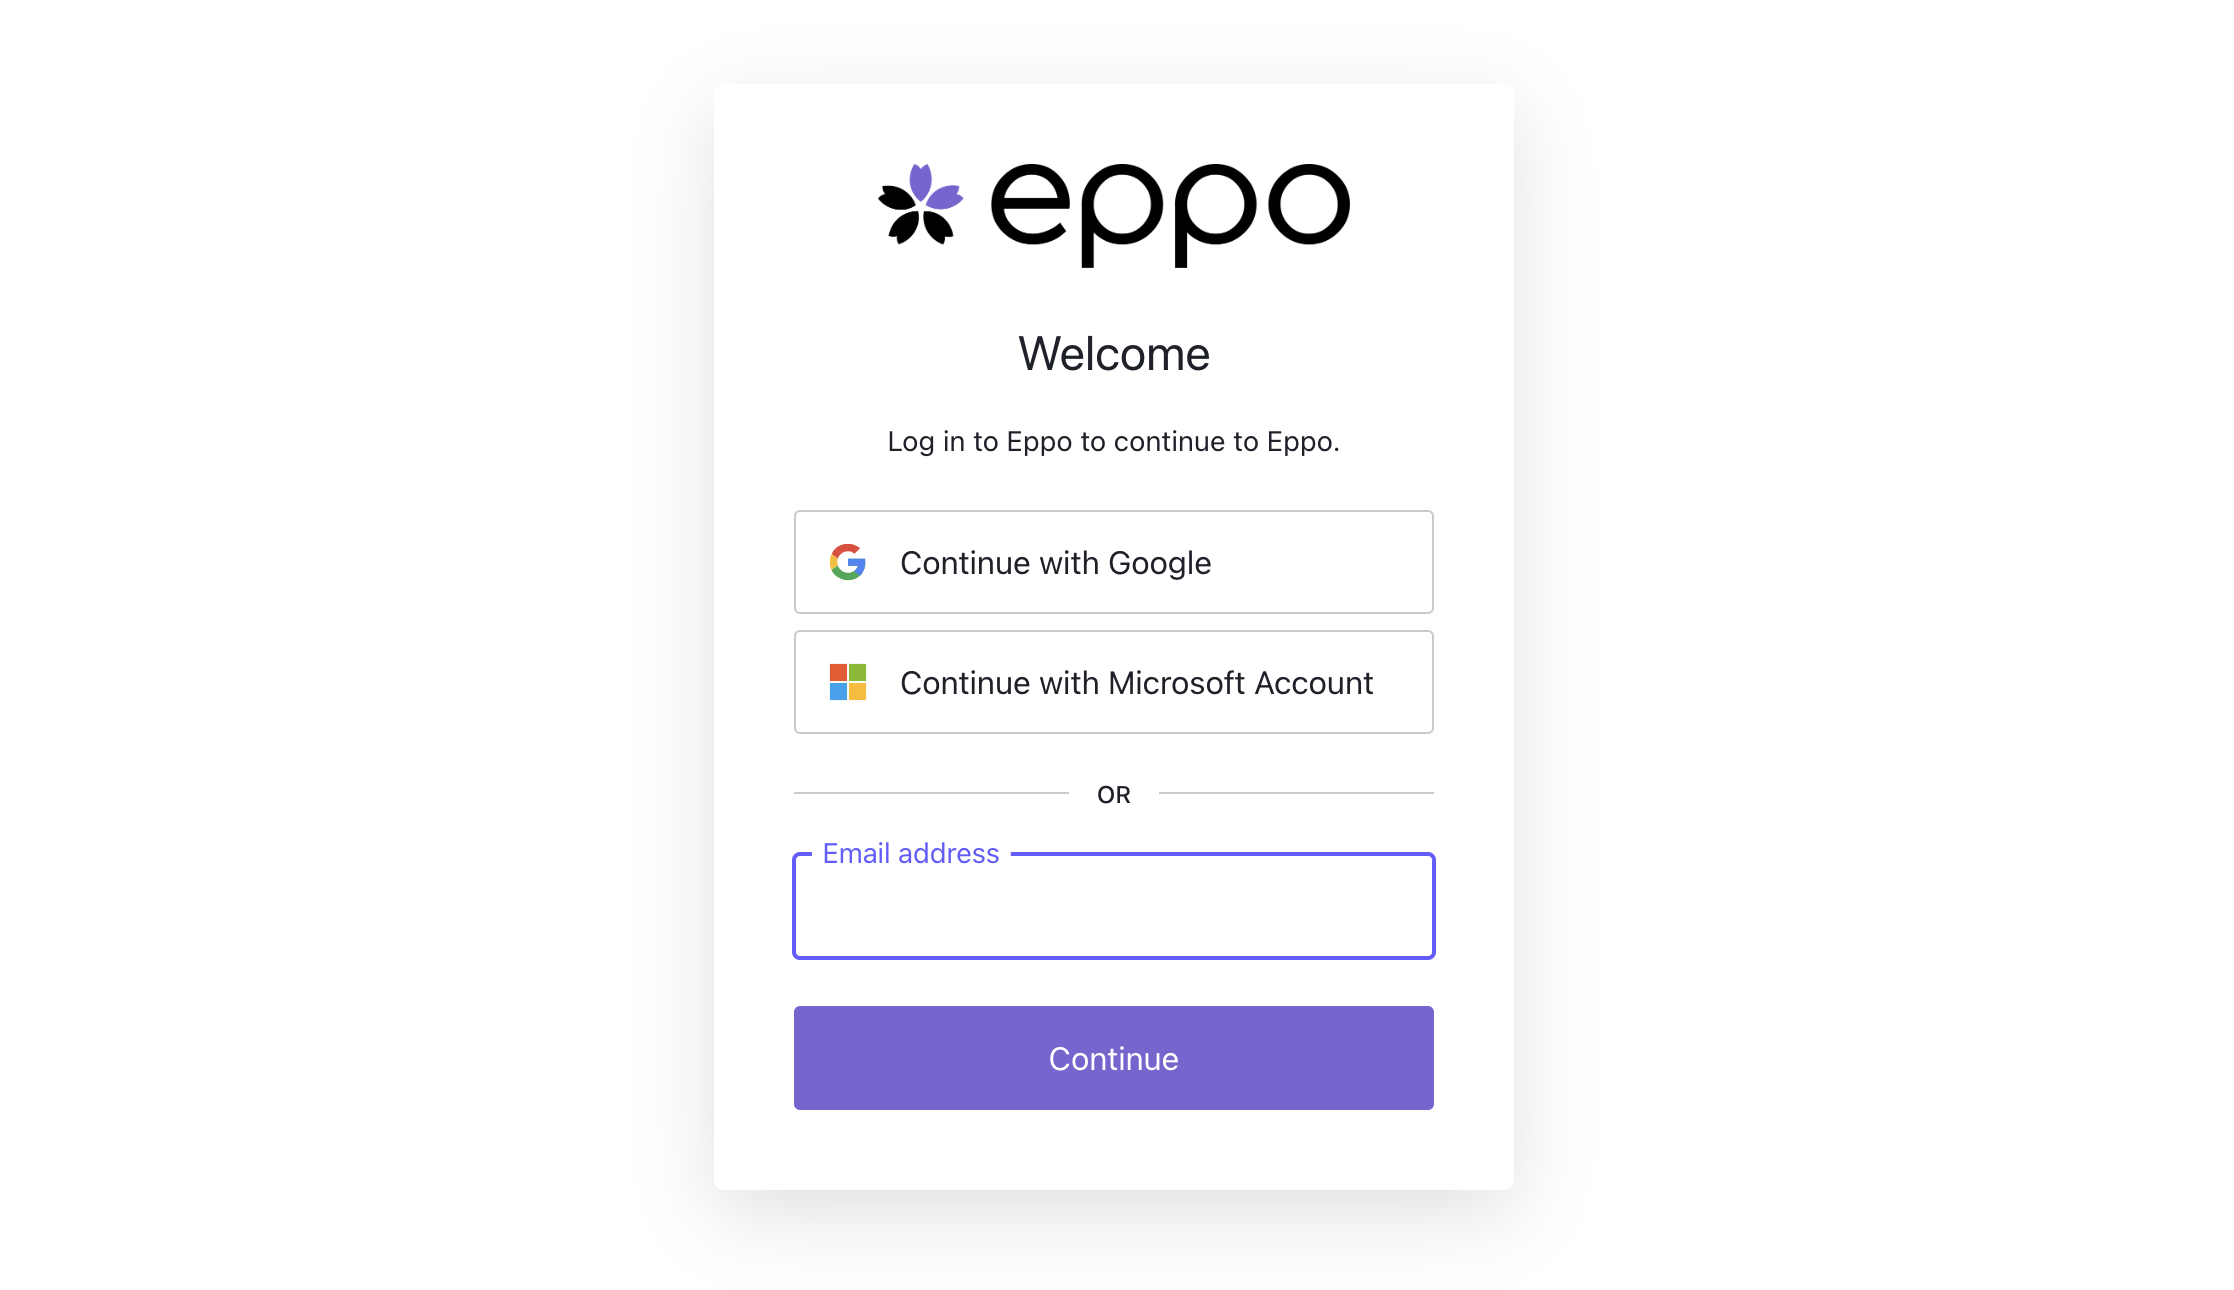 eppo
Welcome
Log in to Eppo to continue to Eppo.
Continue with Google
Continue with Microsoft Account
OR
Email address
Continue